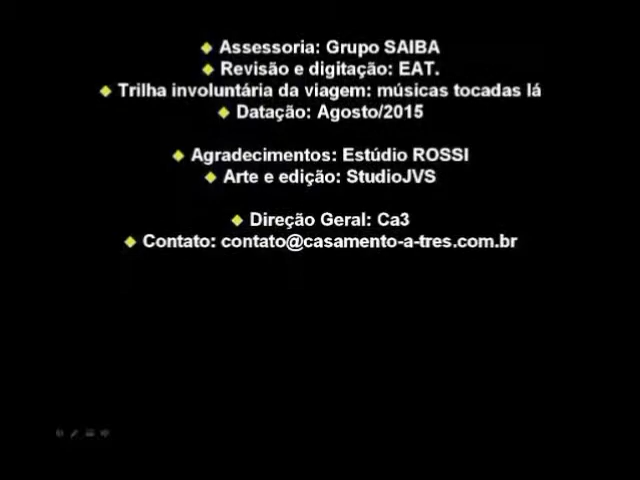 Assessoria: Grupo SAIBA
Revisão e digitação: EAT.
Trilha involuntária da viagem: músicas tocadas lá
Datação: Agosto/2015
Agradecimentos: Estúdio ROSSI
Arte e edição: StudioJVS
Direção Geral: Ca3
Contato: contato@casamento-a-tres.com.br